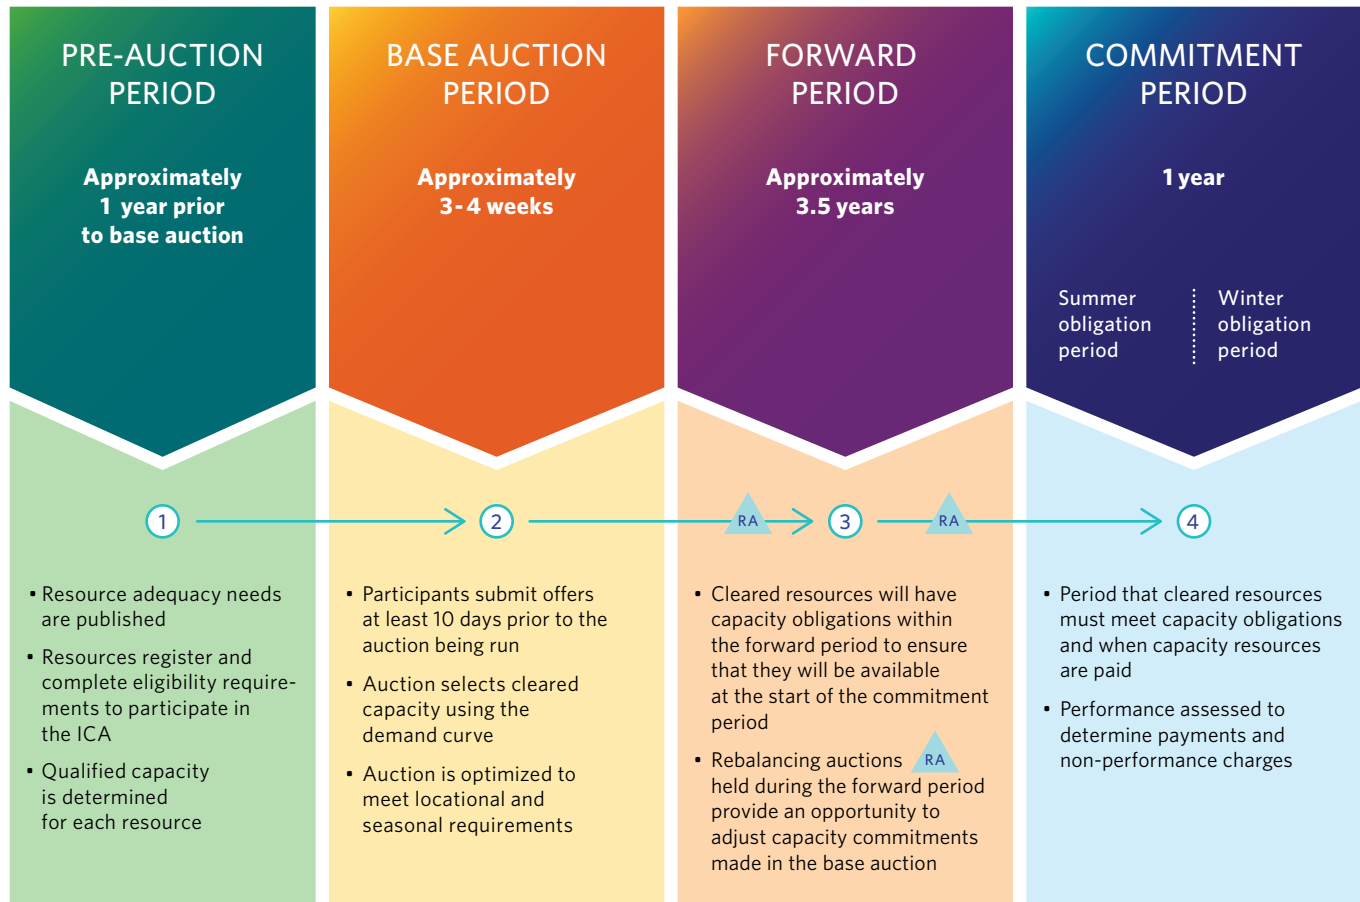 PRE-AUCTION
PERIOD
Approximately
1 year prior
to base auction
BASE AUCTION
PERIOD
Approximately
3-4 weeks
FORWARD
PERIOD
Approximately
3.5 years
COMMITMENT
PERIOD
1 year
Summer
obligation
period
Winter
obligation
period
1
2
RA
3
RA
4
• Resource adequacy needs
are published
• Resources register and
complete eligibility require-
ments to participate in
the ICA
• Qualified capacity
is determined
for each resource
• Participants submit offers
at least 10 days prior to the
auction being run
• Auction selects cleared
capacity using the
demand curve
• Auction is optimized to
meet locational and
seasonal requirements
• Cleared resources will have
capacity obligations within
the forward period to ensure
that they will be available
at the start of the commitment
period
• Rebalancing auctions RA
held during the forward period
provide an opportunity to
adjust capacity commitments
made in the base auction
• Period that cleared resources
must meet capacity obligations
and when capacity resources
are paid
• Performance assessed to
determine payments and
non-performance charges